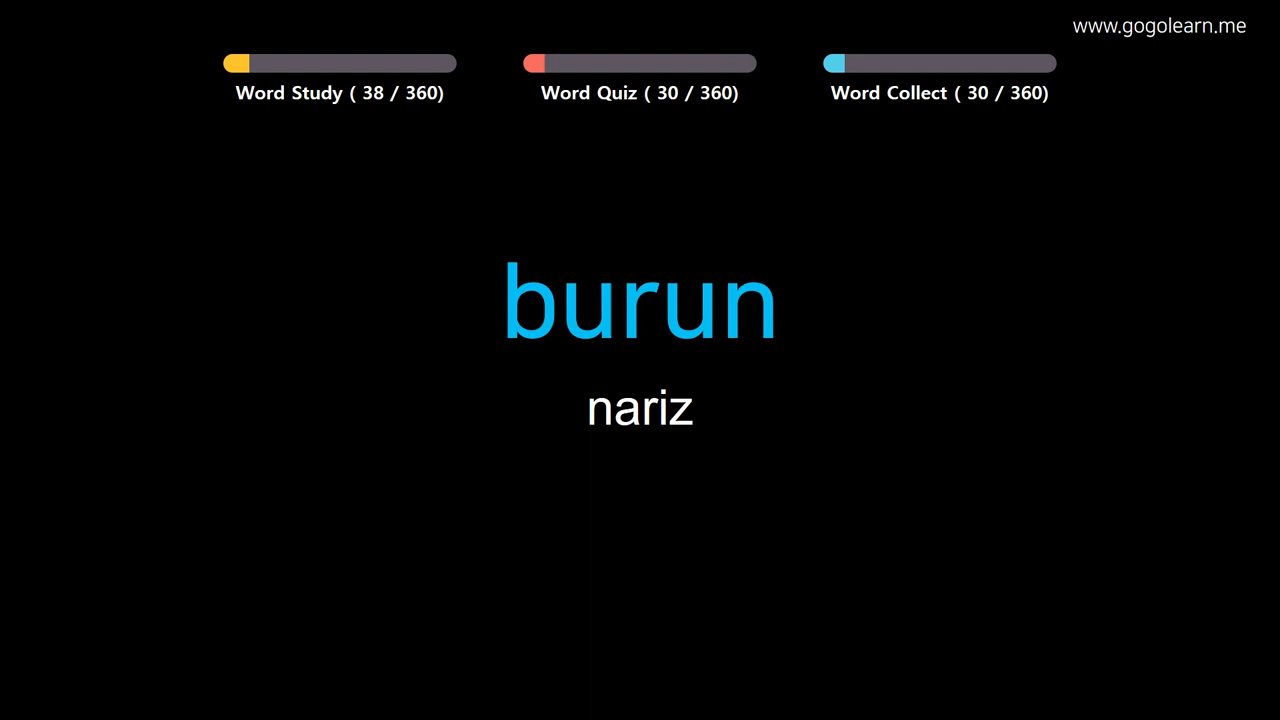 www.gogolearn.me
Word Study ( 38 / 360)
Word Quiz ( 30 / 360)
Word Collect ( 30 / 360)
burun
nariz